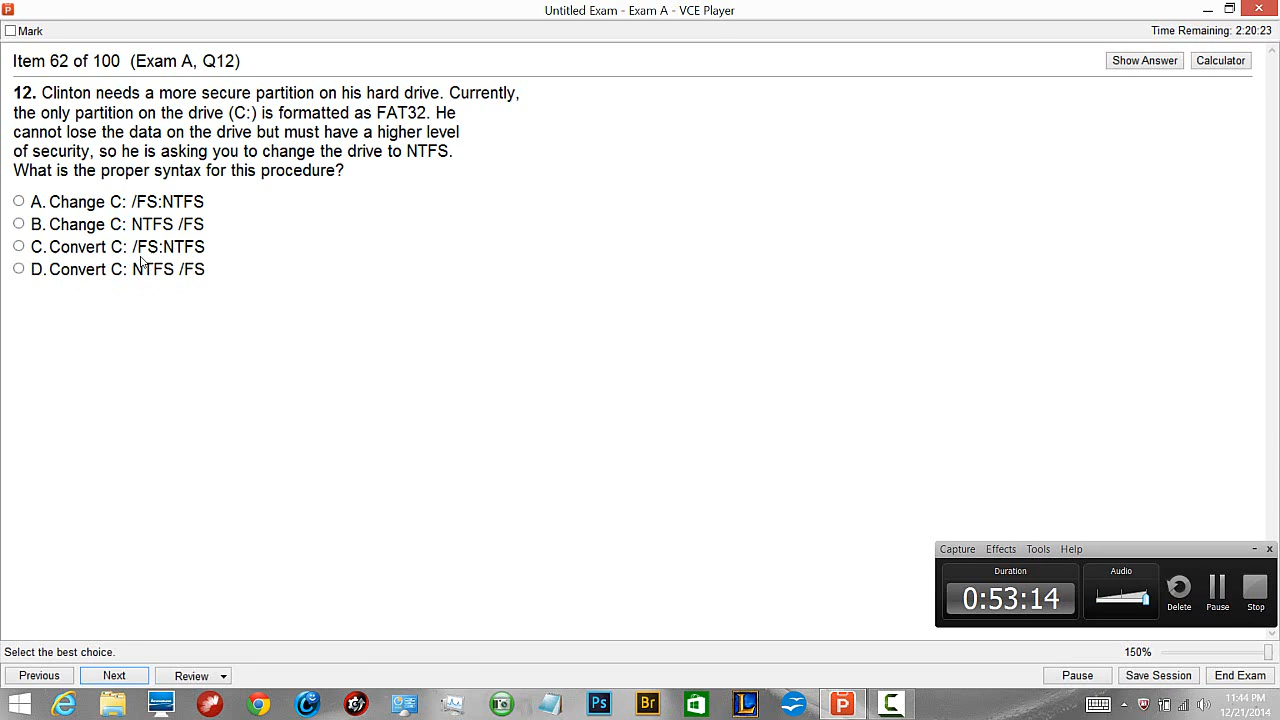 Untitled Exam - Exam A - VCE Player
Mark
Time Remaining: 2:20:23
Item 62 of 100 (Exam A, Q12)
Show Answer
Calculator
12. Clinton needs a more secure partition on his hard drive. Currently,
the only partition on the drive (C:) is formatted as FAT32. He
cannot lose the data on the drive but must have a higher level
of security, so he is asking you to change the drive to NTFS.
What is the proper syntax for this procedure?
A. Change C: /FS:NTFS
B. Change C: NTFS /FS
C. Convert C: /FS:NTFS
D. Convert C: NTFS /FS
Capture Effects Tools Help
Duration
Audio
0:53:14
Delete
Pause
Stop
Select the best choice.
150%
Previous
Next
Review
Pause
Save Session
End Exam
Ps
Br
11:44 PM
12/21/2014